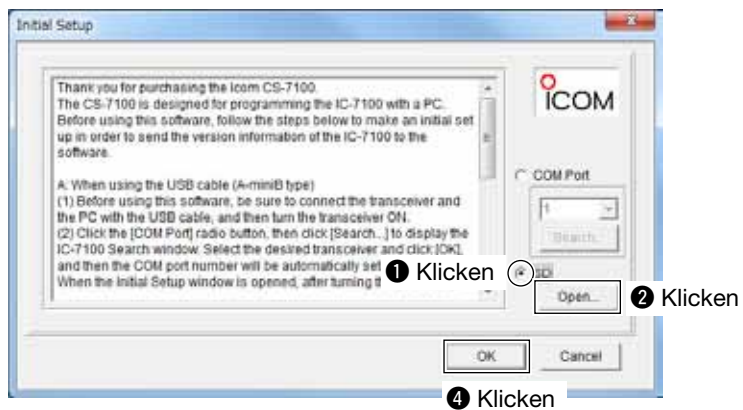 Initial Setup
x
Thank you for purchasing the Icom CS-7100.
The CS-7100 is designed for programming the IC-7100 with a PC.
Before using this software, follow the steps below to make an initial set
up in order to send the version information of the IC-7100 to the
software.
A: When using the USB cable (A-miniB type)
(1) Before using this software, be sure to connect the transceiver and
the PC with the USB cable, and then turn the transceiver ON.
(2) Click the [COM Port] radio button, then click [Search...] to display the
IC-7100 Search window. Select the desired transceiver and click [OK],
and then the COM port number will be automatically set
When the Initial Setup window is opened, after turning
ICOM
COM Port
1
Search...
❶ Klicken
SD
Open...
❷ Klicken
OK
Cancel
❹ Klicken